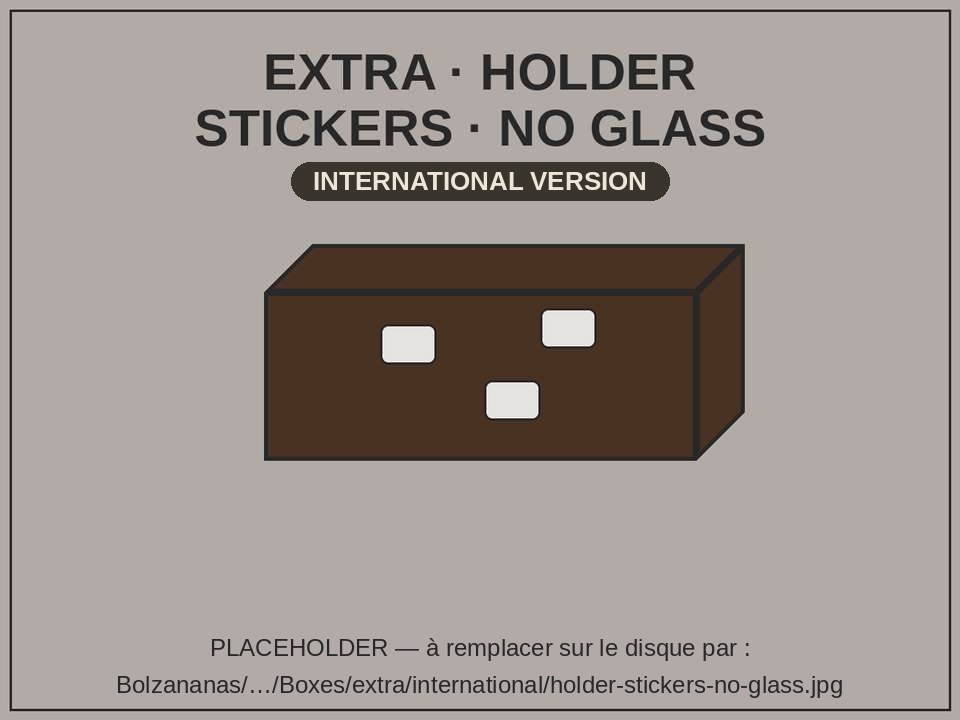 EXTRA · HOLDER
STICKERS · NO GLASS
INTERNATIONAL VERSION
PLACEHOLDER — à remplacer sur le disque par :
Bolzananas/…/Boxes/extra/international/holder-stickers-no-glass.jpg